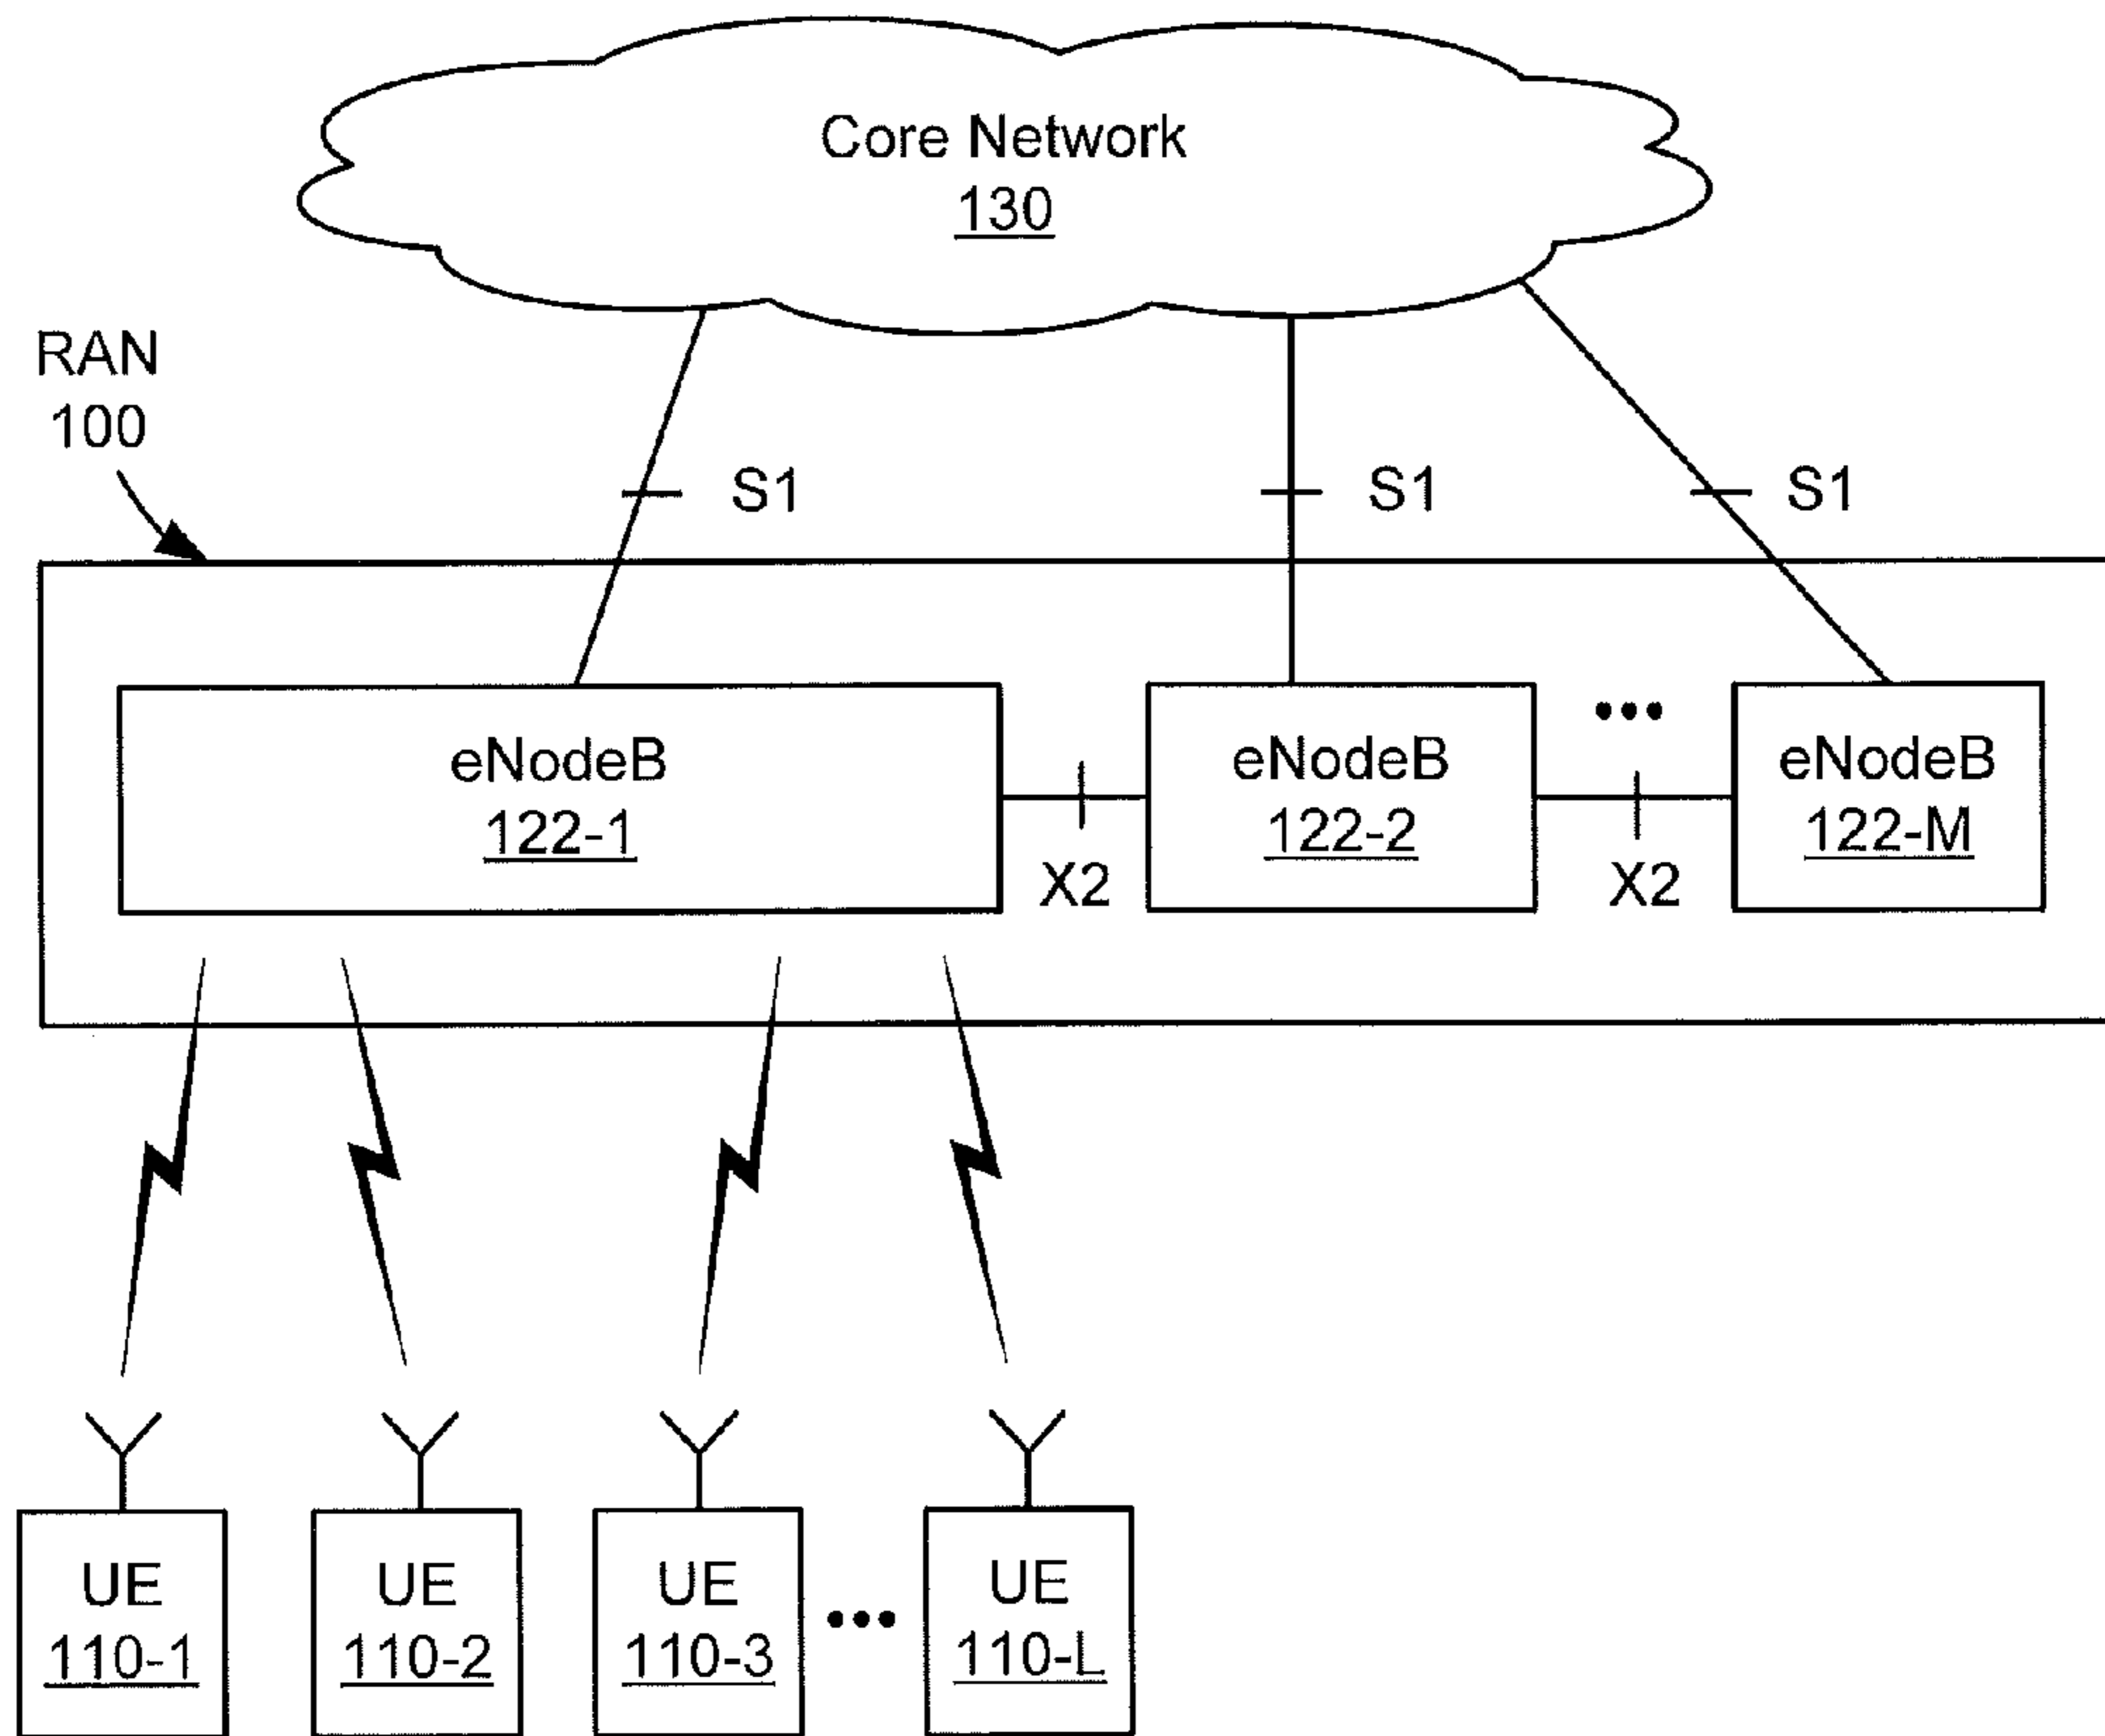 Core Network
130
RAN
100
S1
S1
S1
eNodeB
122-1
eNodeB
122-2
eNodeB
122-M
X2
X2
UE
110-1
UE
110-2
UE
110-3
UE
110-L